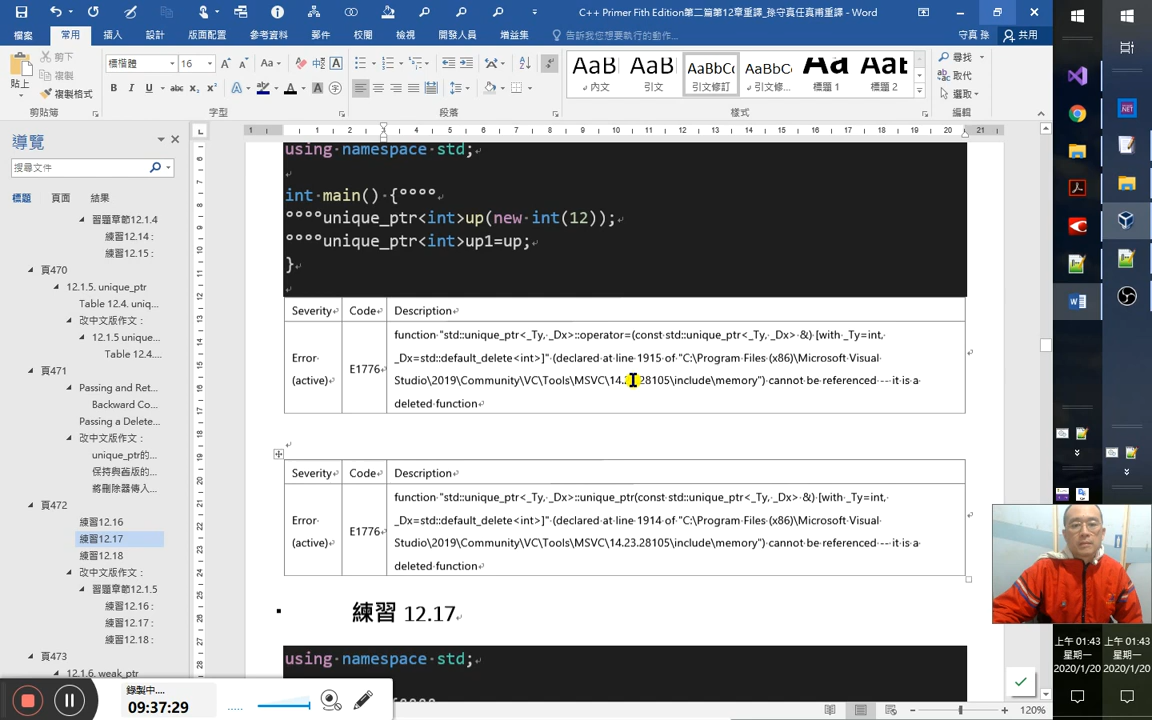 C++ Primer Fith Edition第二篇第12章重譯_孫守真任真甫重譯 - Word
檔案
常用
插入
設計
版面配置
參考資料
郵件
校閱
檢視
開發人員
增益集
告訴我您想要執行的動作...
守真 孫
共用
貼上
剪下
複製
複製格式
標楷體
16
剪貼簿
字型
段落
AaB
內文
AaB
引文
AaBbCc
引文修訂
AaBbC
引文修...
AaB
標題 1
AaB
標題 2
樣式
尋找
取代
選取
編輯
導覽
搜尋文件
標題
頁面
結果
習題章節12.1.4
練習12.14 :
練習12.15 :
頁470
12.1.5. unique_ptr
Table 12.4. uniq...
改中文版作文 :
12.1.5 unique...
Table 12.4....
頁471
Passing and Ret...
Backward Co...
Passing a Delete...
改中文版作文 :
unique_ptr的...
保持與舊版的...
將刪除器傳入...
頁472
練習12.16
練習12.17
練習12.18
改中文版作文 :
習題章節12.1.5
練習12.16 :
練習12.17 :
練習12.18 :
頁473
12.1.6. weak_ptr
using namespace std;
int main() {
unique_ptr<int>up(new int(12));
unique_ptr<int>up1=up;
}
Severity
Code
Description
Error (active)
E1776
function "std::unique_ptr<_Ty, _Dx>::operator=(const std::unique_ptr<_Ty, _Dx> &) [with _Ty=int,
_Dx=std::default_delete<int>]" (declared at line 1915 of "C:\Program Files (x86)\Microsoft Visual
Studio\2019\Community\VC\Tools\MSVC\14. 28105\include\memory") cannot be referenced -- it is a
deleted function
Severity
Code
Description
Error (active)
E1776
function "std::unique_ptr<_Ty, _Dx>::unique_ptr(const std::unique_ptr<_Ty, _Dx> &) [with _Ty=int,
_Dx=std::default_delete<int>]" (declared at line 1914 of "C:\Program Files (x86)\Microsoft Visual
Studio\2019\Community\VC\Tools\MSVC\14.23.28105\include\memory") cannot be referenced -- it is a
deleted function
練習 12.17
using namespace std;
錄製中....
09:37:29
120%
上午 01:43
星期一
2020/1/20
上午 01:43
星期一
2020/1/20